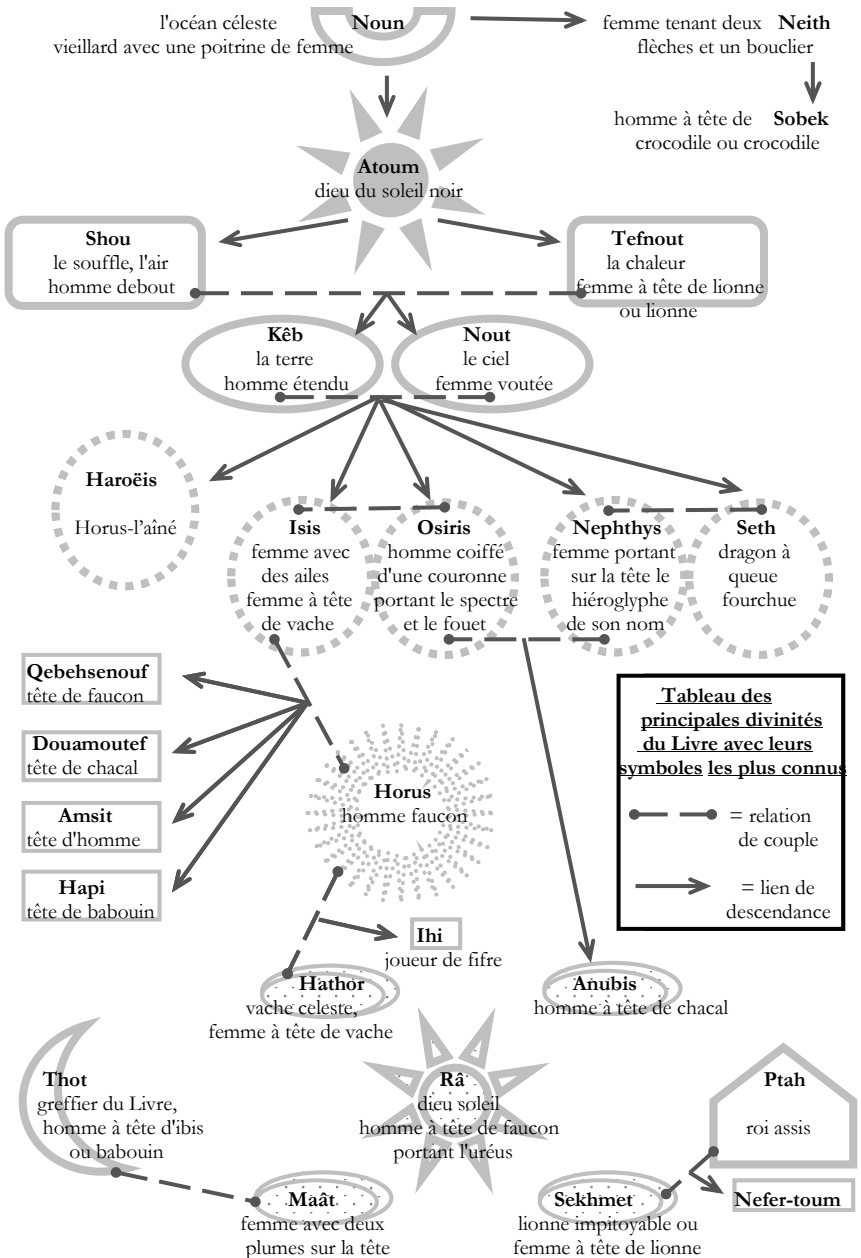 l'océan céleste
vieillard avec une poitrine de femme
Noun
femme tenant deux Neith
flèches et un bouclier
homme à tête de Sobek
crocodile ou crocodile
Atoum
dieu du soleil noir
Shou
le souffle, l'air
homme debout
Tefnout
la chaleur
femme à tête de lionne
ou lionne
Kêb
la terre
homme étendu
Nout
le ciel
femme voutée
Haroëis
Horus-l'aîné
Isis
femme avec
des ailes
femme à tête
de vache
Osiris
homme coiffé
d'une couronne
portant le spectre
et le fouet
Nephthys
femme portant
sur la tête le
hiéroglyphe
de son nom
Seth
dragon à
queue
fourchue
Qebehsenouf
tête de faucon
Douamoutef
tête de chacal
Amsit
tête d'homme
Hapi
tête de babouin
Horus
homme faucon
Tableau des
principales divinités
du Livre avec leurs
symboles les plus connus
= relation
de couple
= lien de
descendance
Ihi
joueur de fifre
Hathor
vache celeste,
femme à tête de vache
Anubis
homme à tête de chacal
Thot
greffier du Livre,
homme à tête d'ibis
ou babouin
Râ
dieu soleil
homme à tête de faucon
portant l'uréus
Ptah
roi assis
Maât
femme avec deux
plumes sur la tête
Sekhmet
lionne impitoyable ou
femme à tête de lionne
Nefer-toum